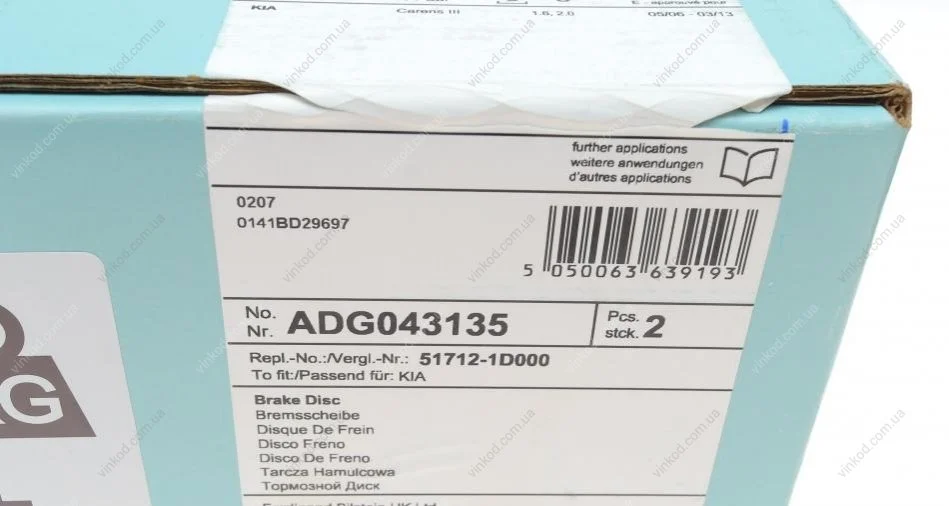 KIA Carens III 1.6, 2.0 05/06 - 03/13
further applications
weitere anwendungen
d'autres applications
0207
0141BD29697
5 050063 639193
No.
Nr. ADG043135
Pcs.
stck. 2
Repl.-No.:/Vergl.-Nr.: 51712-1D000
To fit:/Passend für: KIA
Brake Disc
Bremsscheibe
Disque De Frein
Disco Freno
Disco De Freno
Tarcza Hamulcowa
Тормозной Диск
vinkod.com.ua